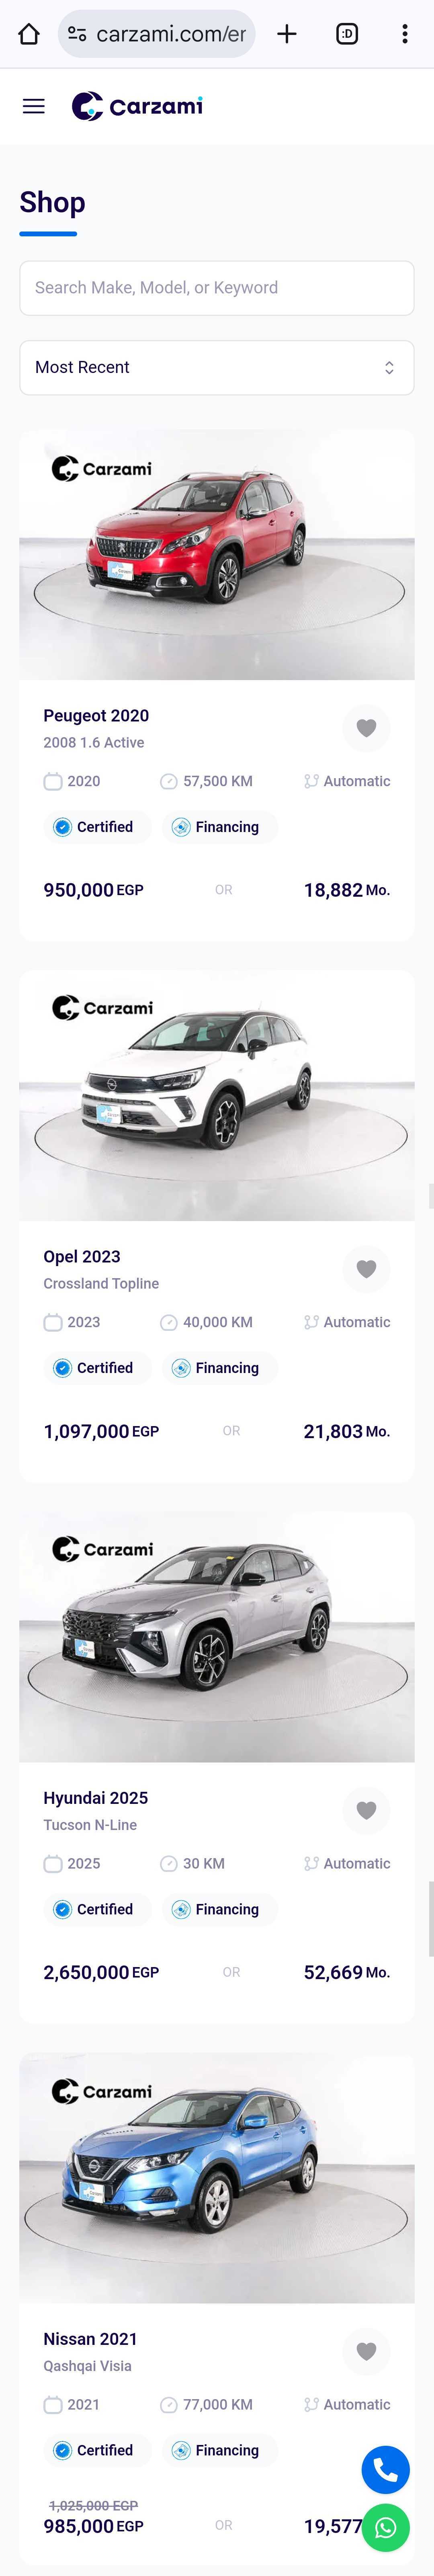 carzami.com/er
:D
Carzami
Shop
Search Make, Model, or Keyword
Most Recent
Carzami
Peugeot 2020
2008 1.6 Active
2020 57,500 KM Automatic
Certified Financing
950,000 EGP OR 18,882 Mo.
Carzami
Opel 2023
Crossland Topline
2023 40,000 KM Automatic
Certified Financing
1,097,000 EGP OR 21,803 Mo.
Carzami
Hyundai 2025
Tucson N-Line
2025 30 KM Automatic
Certified Financing
2,650,000 EGP OR 52,669 Mo.
Carzami
Nissan 2021
Qashqai Visia
2021 77,000 KM Automatic
Certified Financing
1,025,000 EGP
985,000 EGP OR 19,577